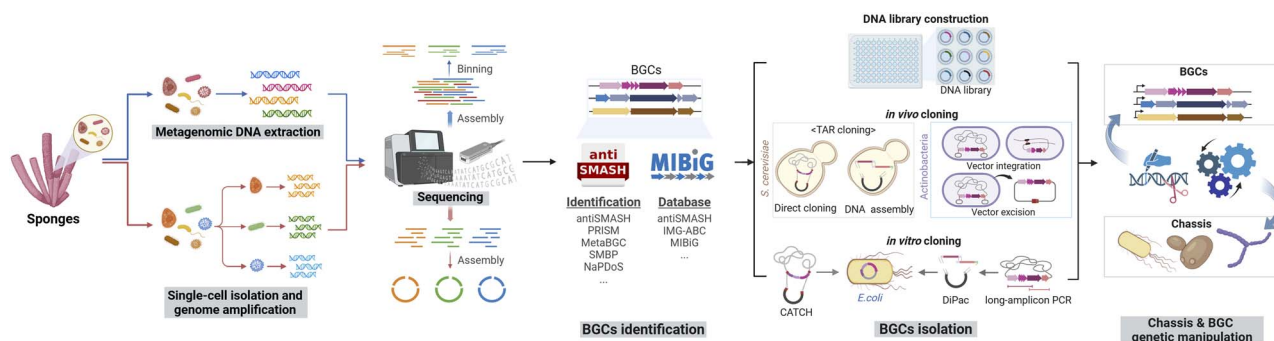 Sponges
Metagenomic DNA extraction
Single-cell isolation and
genome amplification
Binning
Assembly
Sequencing
Assembly
BGCs
anti
SMASH
MIBiG
Identification
antiSMASH
PRISM
MetaBGC
SMBP
NaPDoS
...
Database
antiSMASH
IMG-ABC
MIBiG
...
BGCs identification
DNA library construction
DNA library
in vivo cloning
<TAR cloning>
S. cerevisiae
Direct cloning
DNA assembly
Actinobacteria
Vector integration
Vector excision
in vitro cloning
CATCH
E.coli
DiPac
long-amplicon PCR
BGCs isolation
BGCs
Chassis
Chassis & BGC
genetic manipulation